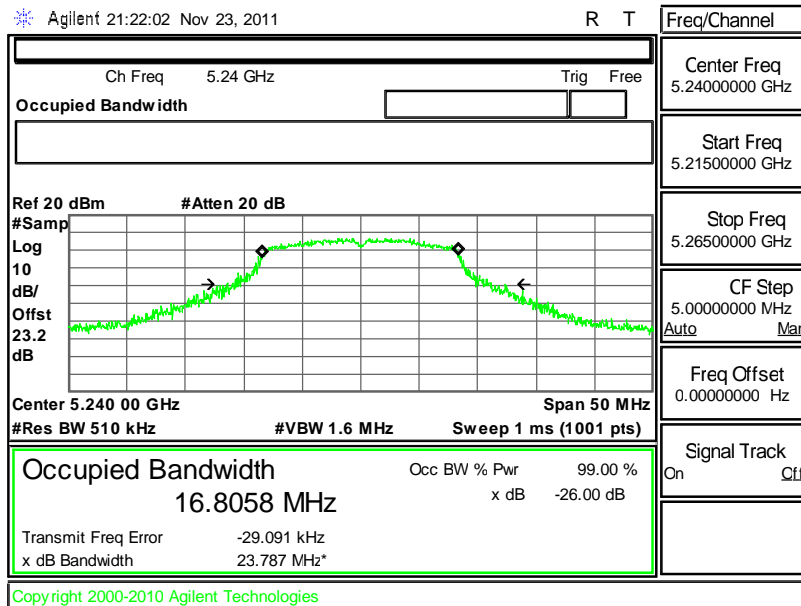 Agilent 21:22:02 Nov 23, 2011 R T
Freq/Channel
Ch Freq 5.24 GHz Trig Free
Occupied Bandwidth
Center Freq
5.24000000 GHz
Start Freq
5.21500000 GHz
Stop Freq
5.26500000 GHz
CF Step
5.00000000 MHz
Auto Man
Freq Offset
0.00000000 Hz
Signal Track
On Off
Ref 20 dBm #Atten 20 dB
#Samp
Log
10
dB/
Offst
23.2
dB
Center 5.240 00 GHz Span 50 MHz
#Res BW 510 kHz #VBW 1.6 MHz Sweep 1 ms (1001 pts)
Occupied Bandwidth Occ BW % Pwr 99.00 %
16.8058 MHz x dB -26.00 dB
Transmit Freq Error -29.091 kHz
x dB Bandwidth 23.787 MHz*
Copyright 2000-2010 Agilent Technologies